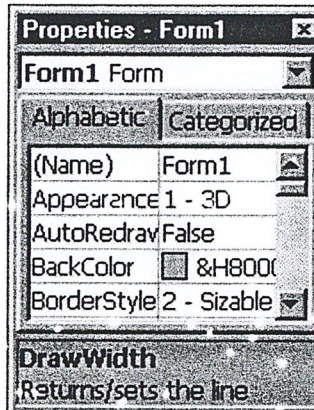 Properties - Form1
Form1 Form
Alphabetic Categorized
(Name) Form1
Appearance 1 - 3D
AutoRedraw False
BackColor &H8000
BorderStyle 2 - Sizable
DrawWidth
Returns/sets the line